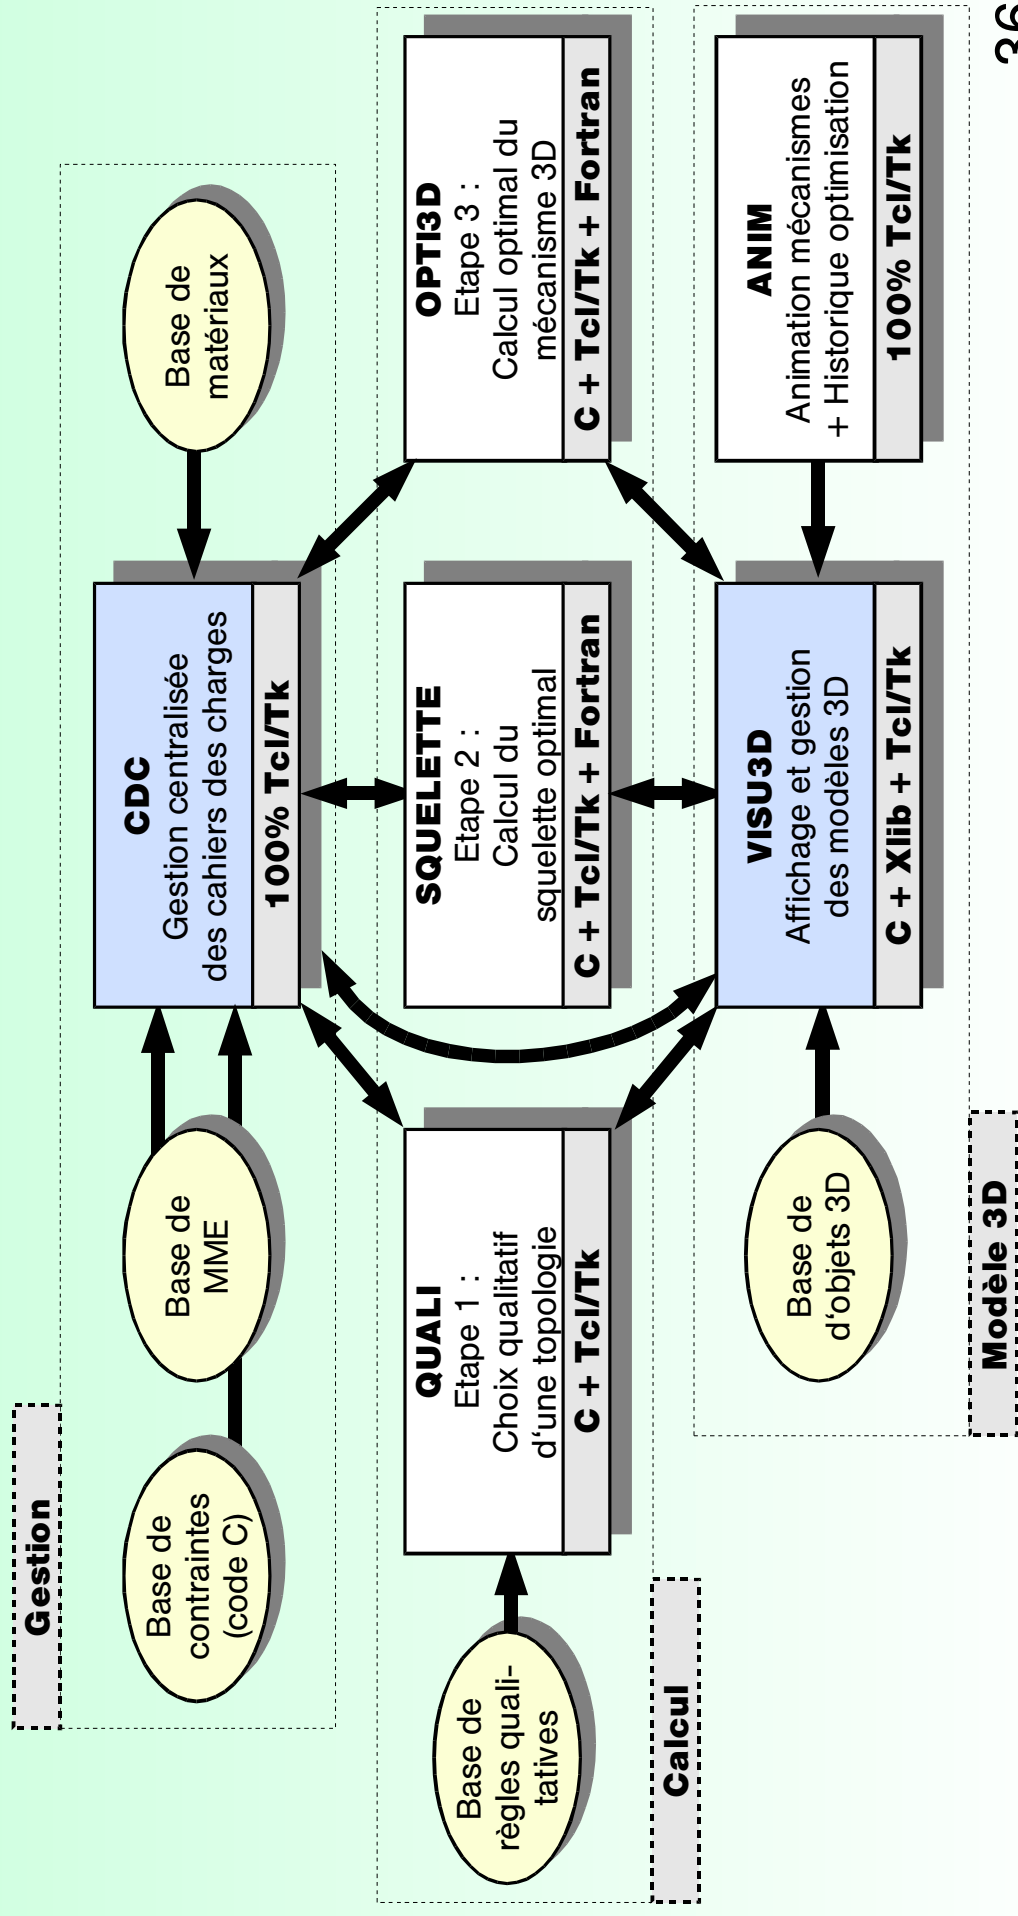 Gestion
Base de
contraintes
(code C)
Base de
MME
CDC
Gestion centralisée
des cahiers des charges
100% Tcl/Tk
Base de
matériaux
Base de
règles quali-
tatives
QUALI
Etape 1 :
Choix qualitatif
d‘une topologie
C + Tcl/Tk
SQUELETTE
Etape 2 :
Calcul du
squelette optimal
C + Tcl/Tk + Fortran
OPTI3D
Etape 3 :
Calcul optimal du
mécanisme 3D
C + Tcl/Tk + Fortran
Calcul
Base de
d‘objets 3D
VISU3D
Affichage et gestion
des modèles 3D
C + Xlib + Tcl/Tk
ANIM
Animation mécanismes
+ Historique optimisation
100% Tcl/Tk
Modèle 3D
36